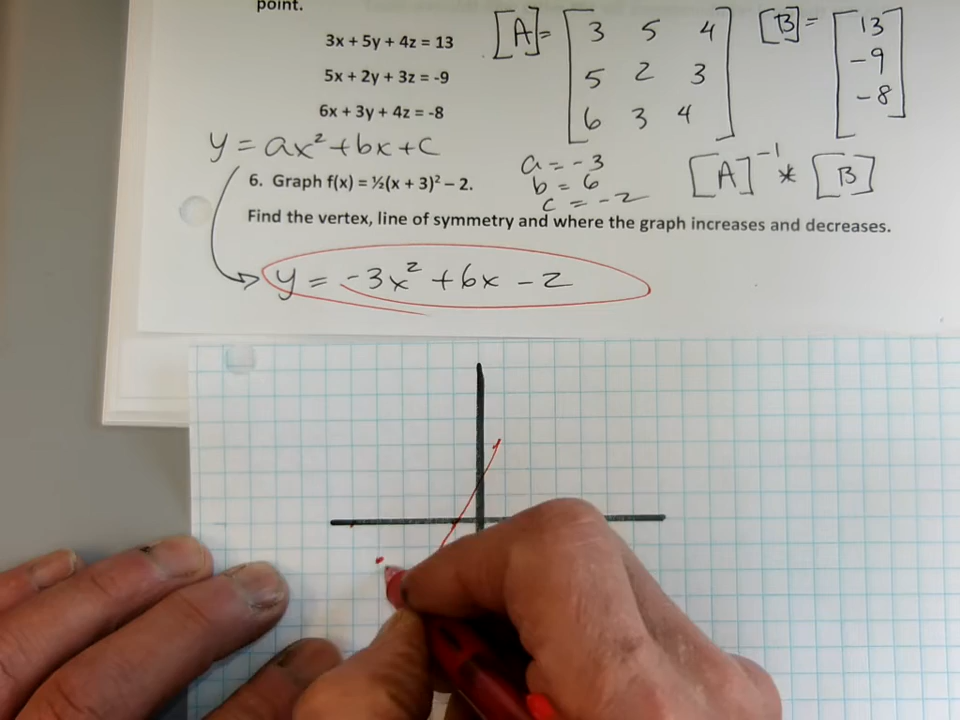 point.
3x + 5y + 4z = 13
5x + 2y + 3z = -9
6x + 3y + 4z = -8
[A]= [ 3 5 4
5 2 3
6 3 4 ]
[B]= [ 13
-9
-8 ]
y = ax² + bx + c
a = -3
b = 6
c = -2
[A]⁻¹ * [B]
6. Graph f(x) = ½(x + 3)² – 2.
Find the vertex, line of symmetry and where the graph increases and decreases.
y = -3x² + 6x - 2